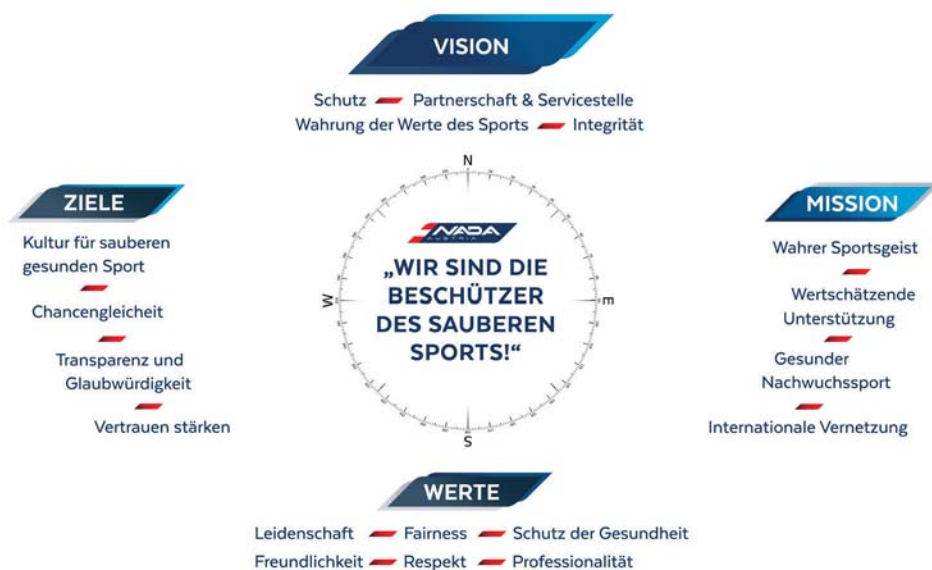 VISION
Schutz Partnerschaft & Servicestelle
Wahrung der Werte des Sports Integrität
ZIELE
Kultur für sauberen
gesunden Sport
Chancengleicheit
Transparenz und
Glaubwürdigkeit
Vertrauen stärken
N
W
E
S
NADA
AUSTRIA
„WIR SIND DIE
BESCHÜTZER
DES SAUBEREN
SPORTS!“
MISSION
Wahrer Sportsgeist
Wertschätzende
Unterstützung
Gesunder
Nachwuchssport
Internationale Vernetzung
WERTE
Leidenschaft Fairness Schutz der Gesundheit
Freundlichkeit Respekt Professionalität